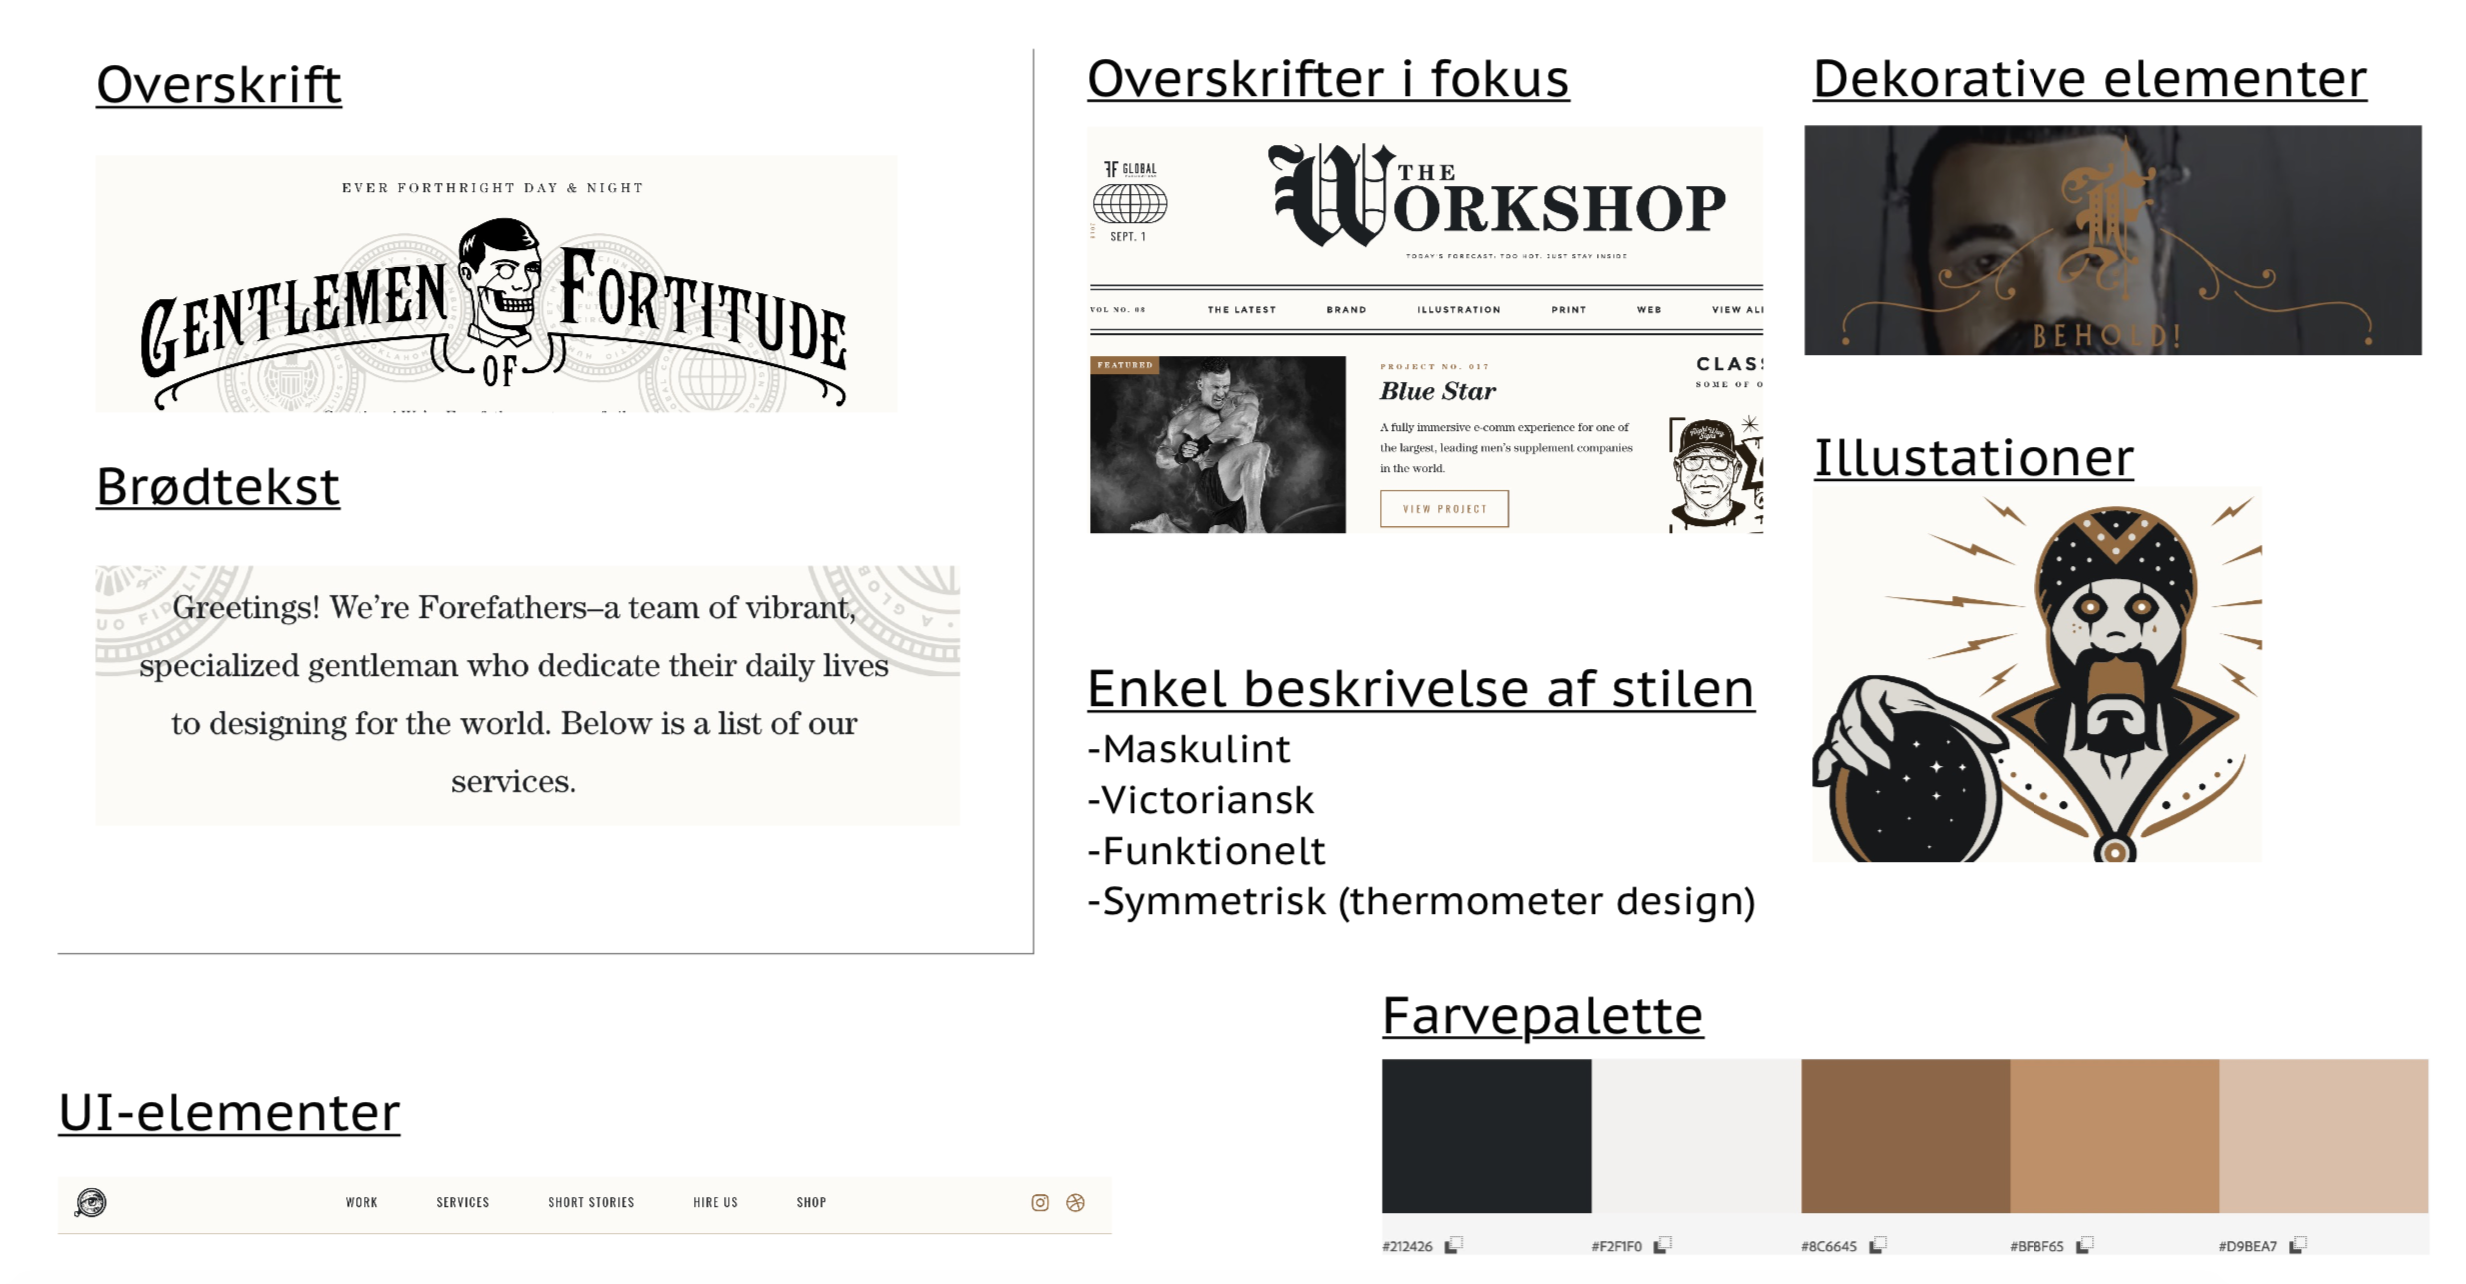 Overskrift
EVER FORTHRIGHT DAY & NIGHT
GENTLEMEN FORTITUDE
OF
Brødtekst
Greetings! We're Forefathers–a team of vibrant,
specialized gentleman who dedicate their daily lives
to designing for the world. Below is a list of our
services.
Overskrifter i fokus
FF GLOBAL
SEPT. 1
THE
WORKSHOP
TODAY'S FORECAST: TOO HOT. JUST STAY INSIDE
VOL NO. 08 THE LATEST BRAND ILLUSTRATION PRINT WEB VIEW ALL
FEATURED
PROJECT NO. 017
Blue Star
A fully immersive e-comm experience for one of
the largest, leading men's supplement companies
in the world.
VIEW PROJECT
CLASS
SOME OF O
Dekorative elementer
BEHOLD!
Illustationer
Enkel beskrivelse af stilen
-Maskulint
-Victoriansk
-Funktionelt
-Symmetrisk (thermometer design)
UI-elementer
WORK SERVICES SHORT STORIES HIRE US SHOP
Farvepalette
#212426 #F2F1F0 #8C6645 #BF8F65 #D9BEA7